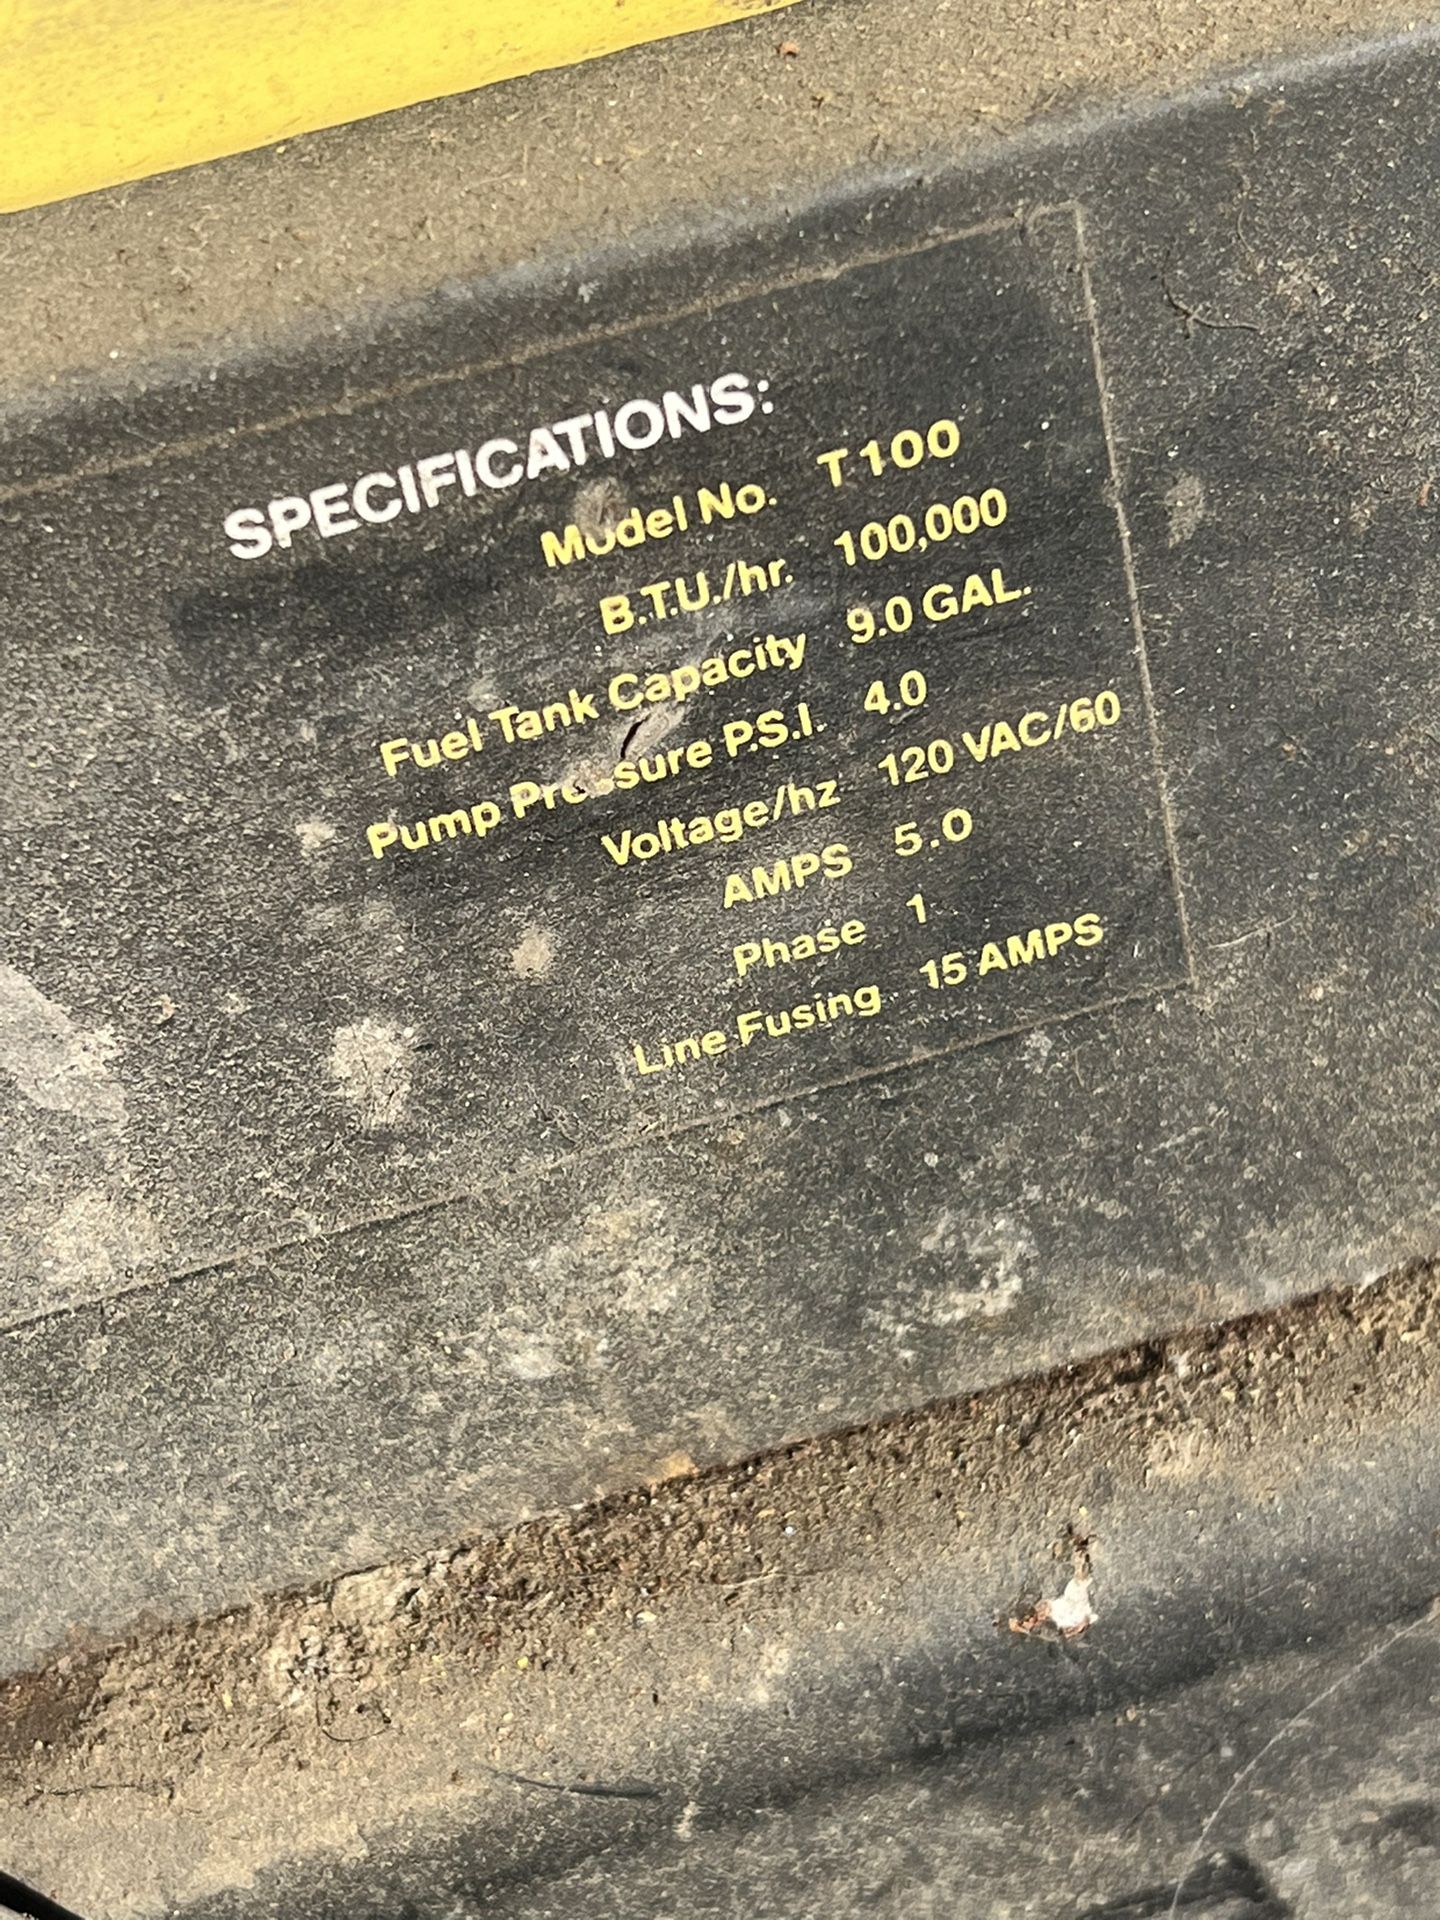 SPECIFICATIONS:
Model No. T100
B.T.U./hr. 100,000
Fuel Tank Capacity 9.0 GAL.
Pump Pressure P.S.I. 4.0
Voltage/hz 120 VAC/60
AMPS 5.0
Phase 1
Line Fusing 15 AMPS